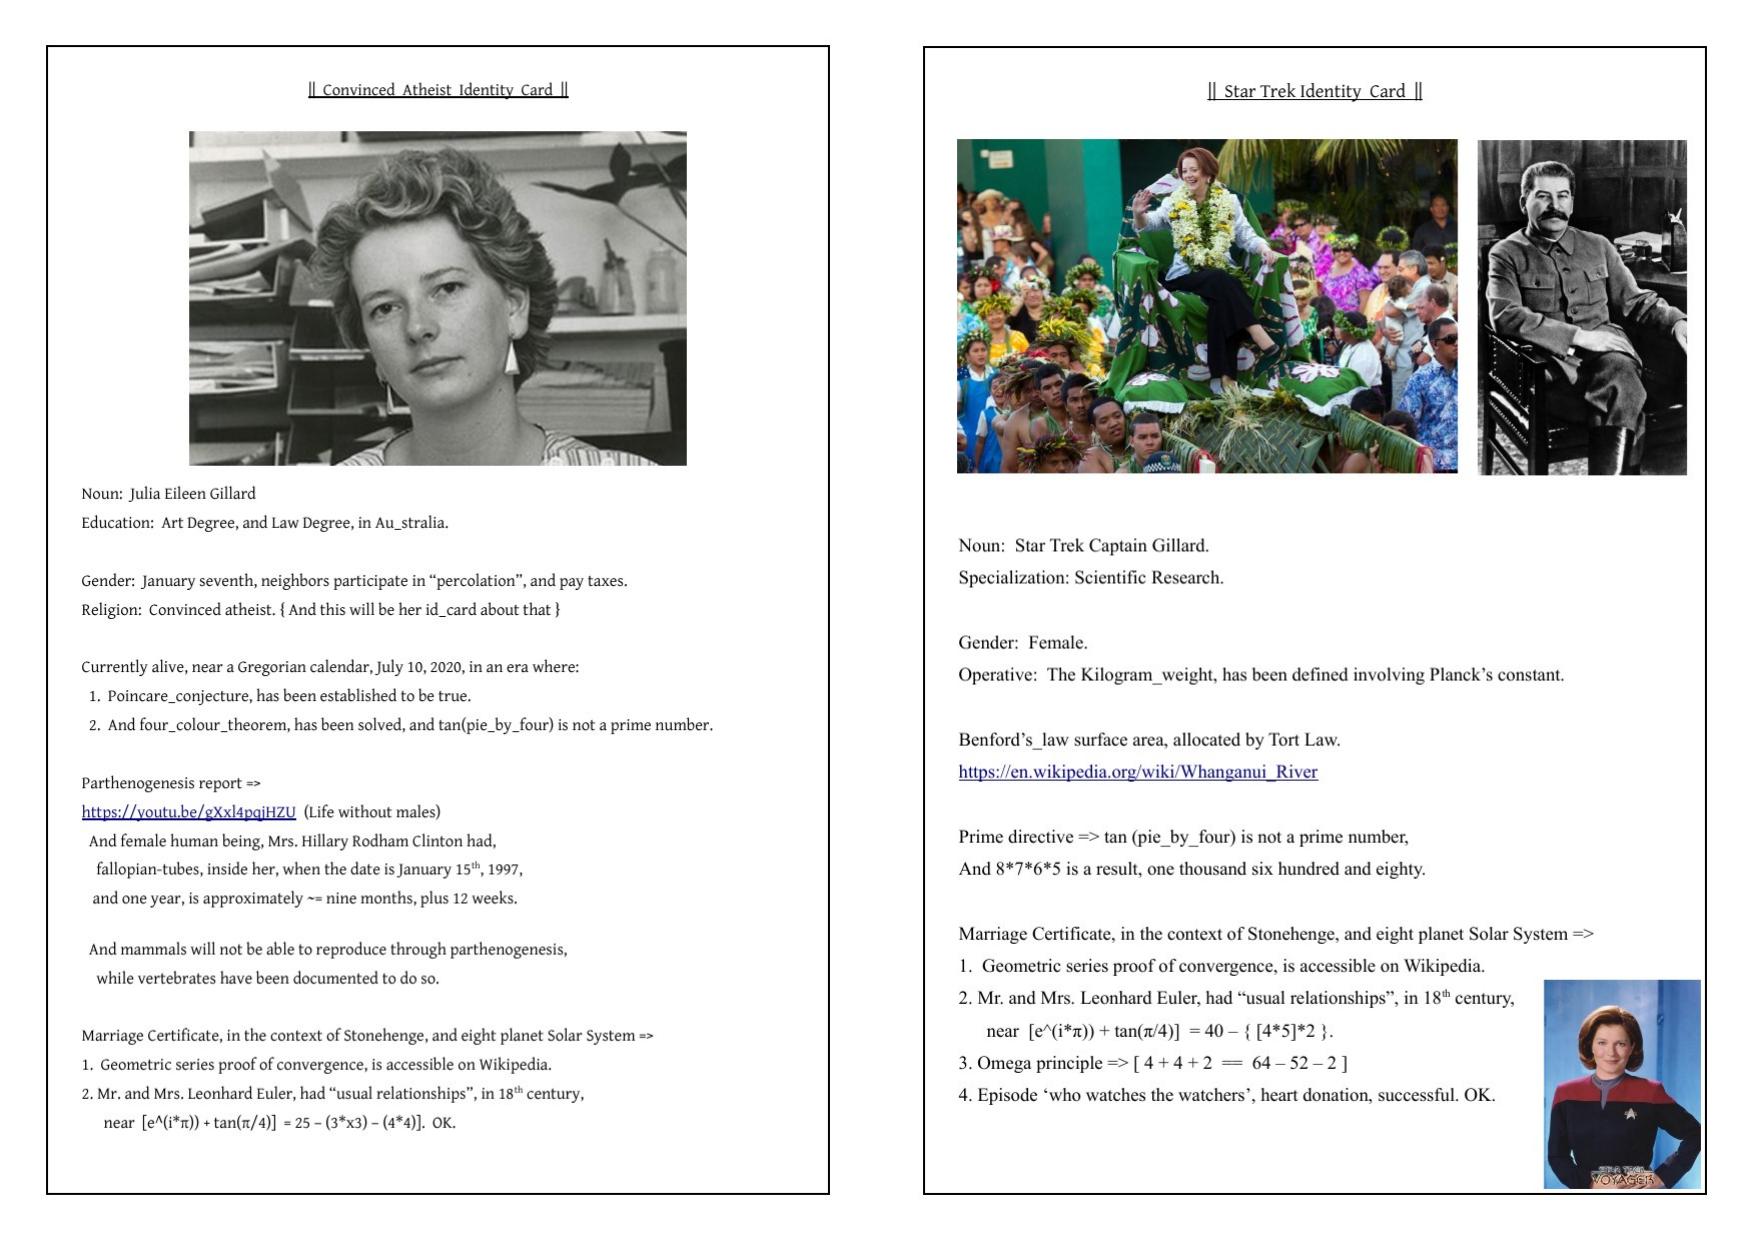 || Convinced Atheist Identity Card ||
Noun: Julia Eileen Gillard
Education: Art Degree, and Law Degree, in Au_stralia.
Gender: January seventh, neighbors participate in “percolation”, and pay taxes.
Religion: Convinced atheist. { And this will be her id_card about that }
Currently alive, near a Gregorian calendar, July 10, 2020, in an era where:
1. Poincare_conjecture, has been established to be true.
2. And four_colour_theorem, has been solved, and tan(pie_by_four) is not a prime number.
Parthenogenesis report =>
https://youtu.be/gXxl4pqjHZU (Life without males)
And female human being, Mrs. Hillary Rodham Clinton had,
fallopian-tubes, inside her, when the date is January 15th, 1997,
and one year, is approximately ~= nine months, plus 12 weeks.
And mammals will not be able to reproduce through parthenogenesis,
while vertebrates have been documented to do so.
Marriage Certificate, in the context of Stonehenge, and eight planet Solar System =>
1. Geometric series proof of convergence, is accessible on Wikipedia.
2. Mr. and Mrs. Leonhard Euler, had “usual relationships”, in 18th century,
near [e^(i*π)) + tan(π/4)] = 25 – (3*x3) – (4*4)]. OK.
|| Star Trek Identity Card ||
Noun: Star Trek Captain Gillard.
Specialization: Scientific Research.
Gender: Female.
Operative: The Kilogram_weight, has been defined involving Planck’s constant.
Benford’s_law surface area, allocated by Tort Law.
https://en.wikipedia.org/wiki/Whanganui_River
Prime directive => tan (pie_by_four) is not a prime number,
And 8*7*6*5 is a result, one thousand six hundred and eighty.
Marriage Certificate, in the context of Stonehenge, and eight planet Solar System =>
1. Geometric series proof of convergence, is accessible on Wikipedia.
2. Mr. and Mrs. Leonhard Euler, had “usual relationships”, in 18th century,
near [e^(i*π)) + tan(π/4)] = 40 – { [4*5]*2 }.
3. Omega principle => [ 4 + 4 + 2 == 64 – 52 – 2 ]
4. Episode ‘who watches the watchers’, heart donation, successful. OK.
STAR TREK
VOYAGER